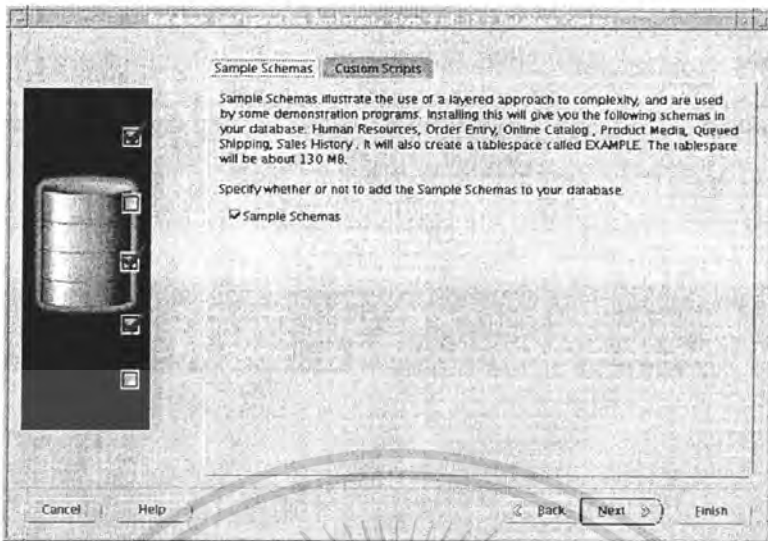 Sample Schemas Custom Scripts
Sample Schemas illustrate the use of a layered approach to complexity, and are used
by some demonstration programs. Installing this will give you the following schemas in
your database: Human Resources, Order Entry, Online Catalog , Product Media, Queued
Shipping, Sales History . It will also create a tablespace called EXAMPLE. The tablespace
will be about 130 MB.
Specify whether or not to add the Sample Schemas to your database.
Sample Schemas
Cancel Help Back Next Finish